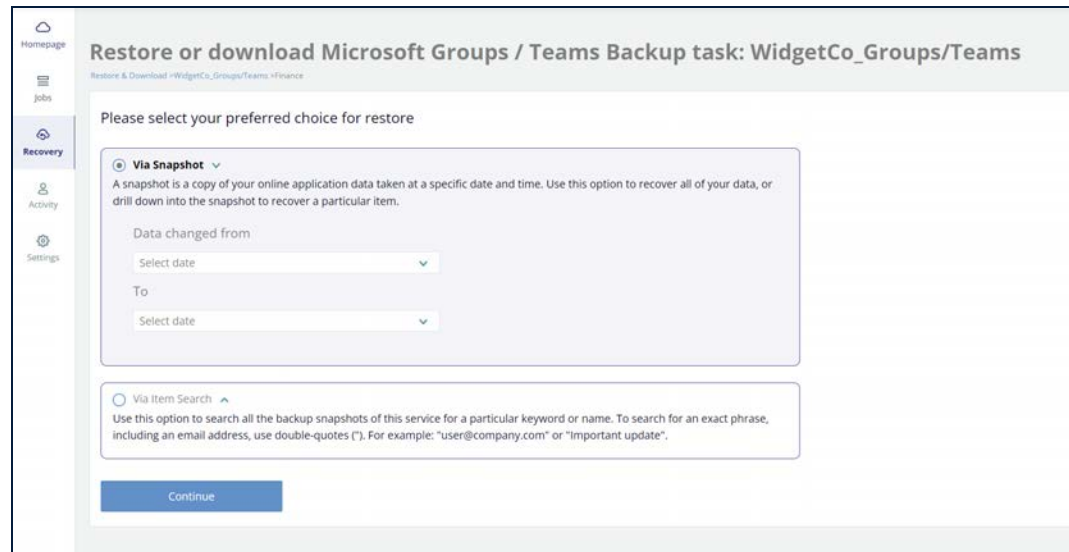 Homepage
Jobs
Recovery
Activity
Settings
Restore or download Microsoft Groups / Teams Backup task: WidgetCo_Groups/Teams
Restore & Download >WidgetCo_Groups/Teams >Finance
Please select your preferred choice for restore
Via Snapshot
A snapshot is a copy of your online application data taken at a specific date and time. Use this option to recover all of your data, or
drill down into the snapshot to recover a particular item.
Data changed from
Select date
To
Select date
Via Item Search
Use this option to search all the backup snapshots of this service for a particular keyword or name. To search for an exact phrase,
including an email address, use double-quotes ("). For example: "user@company.com" or "Important update".
Continue